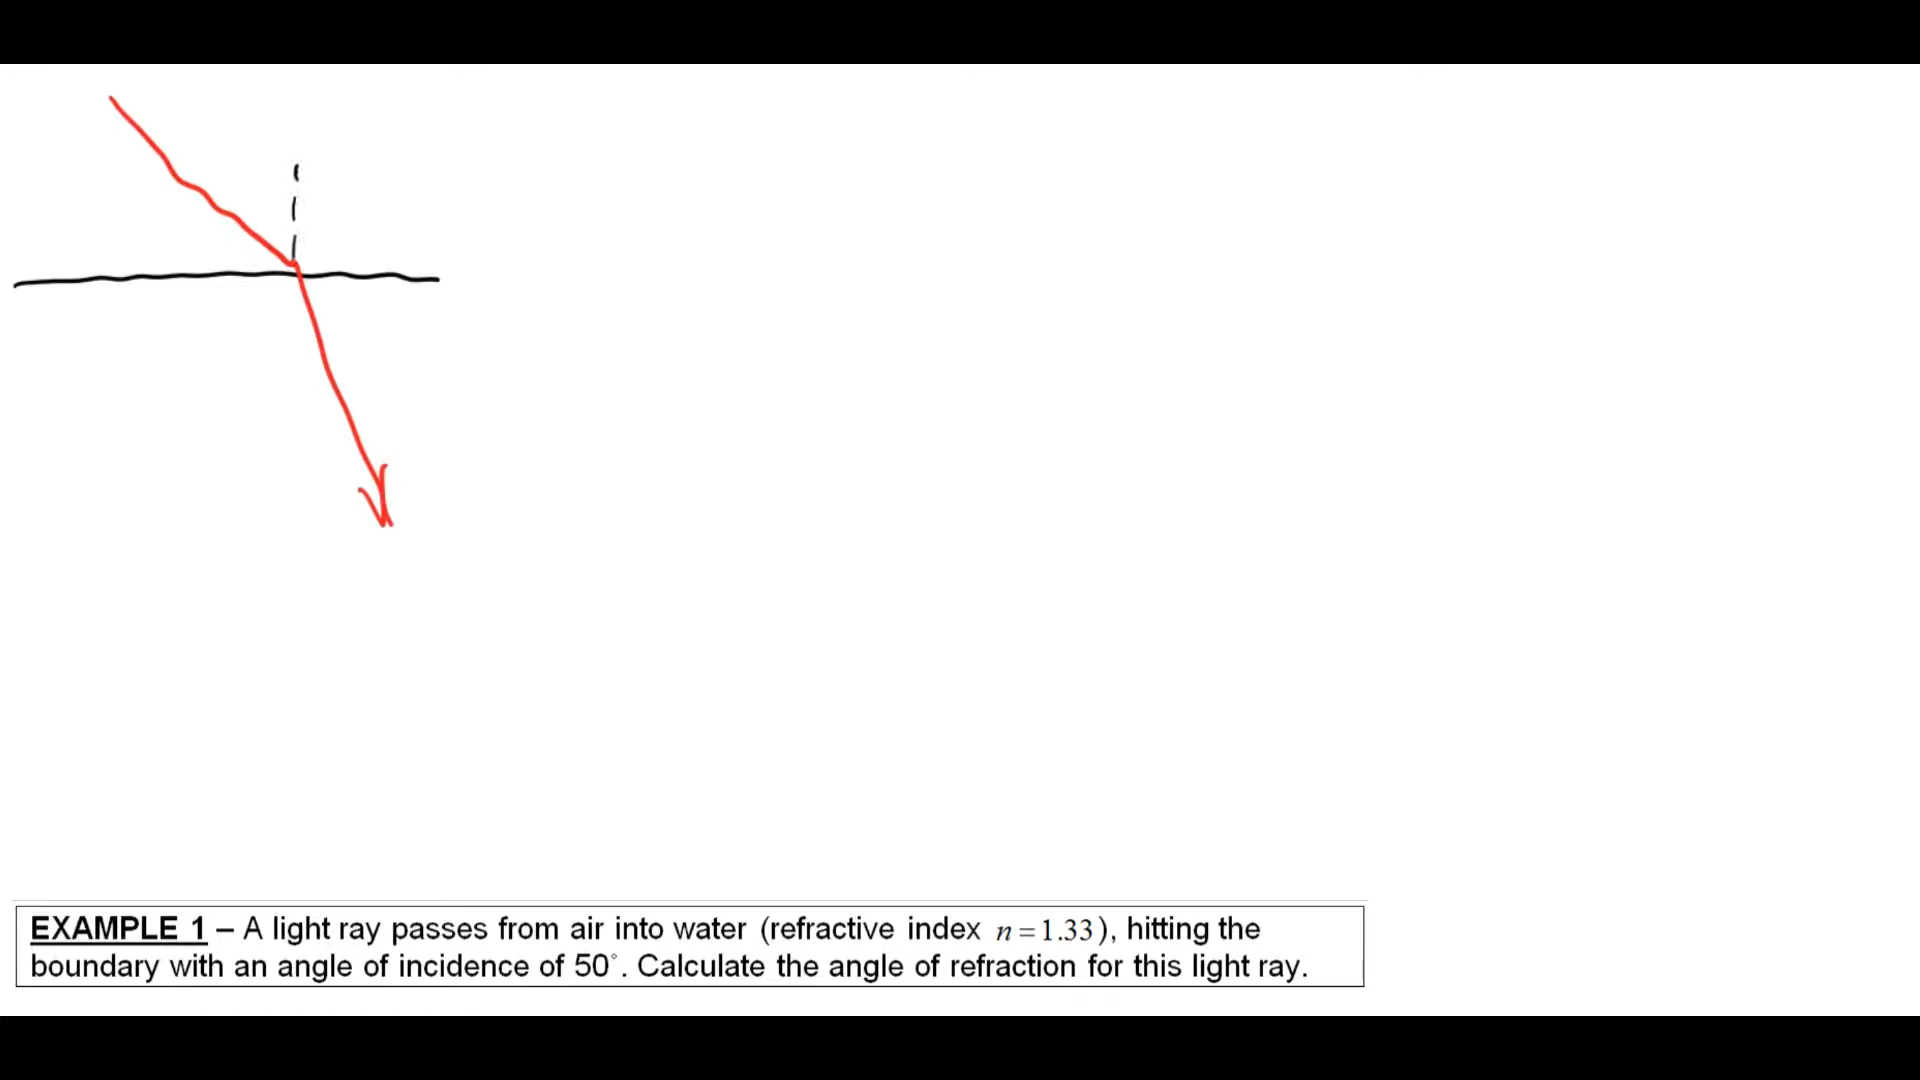 EXAMPLE 1 – A light ray passes from air into water (refractive index n = 1.33), hitting the
boundary with an angle of incidence of 50°. Calculate the angle of refraction for this light ray.